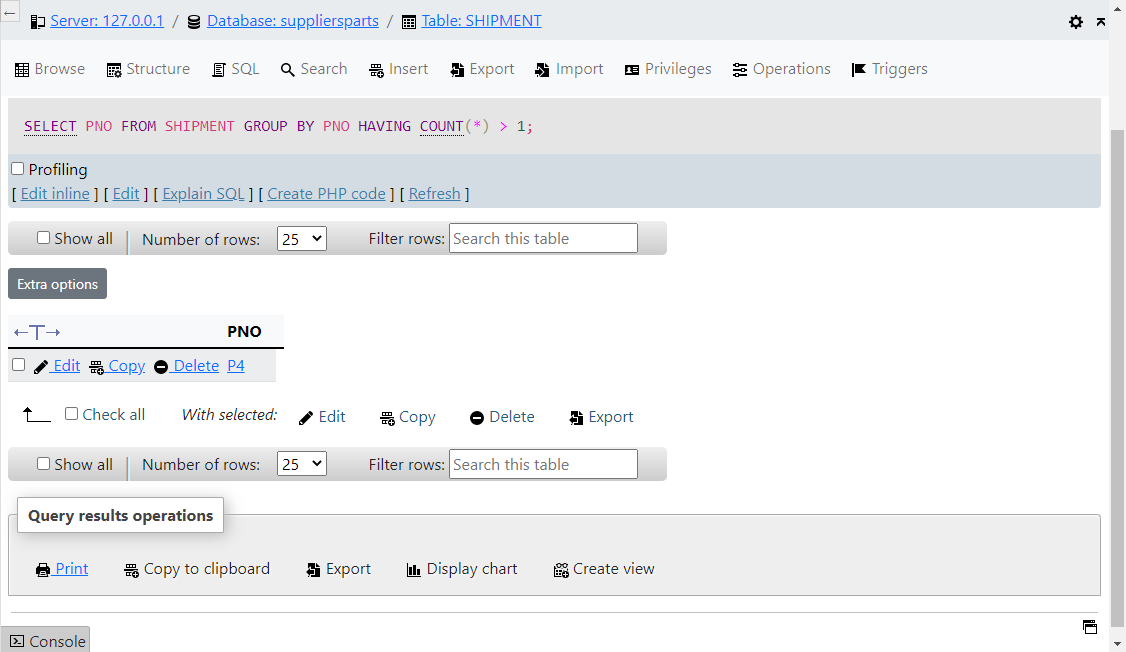 Server: 127.0.0.1 / Database: suppliersparts / Table: SHIPMENT
Browse Structure SQL Search Insert Export Import Privileges Operations Triggers
SELECT PNO FROM SHIPMENT GROUP BY PNO HAVING COUNT(*) > 1;
Profiling
[ Edit inline ] [ Edit ] [ Explain SQL ] [ Create PHP code ] [ Refresh ]
Show all Number of rows: 25 Filter rows: Search this table
Extra options
←T→ PNO
Edit Copy Delete P4
Check all With selected: Edit Copy Delete Export
Show all Number of rows: 25 Filter rows: Search this table
Query results operations
Print Copy to clipboard Export Display chart Create view
Console